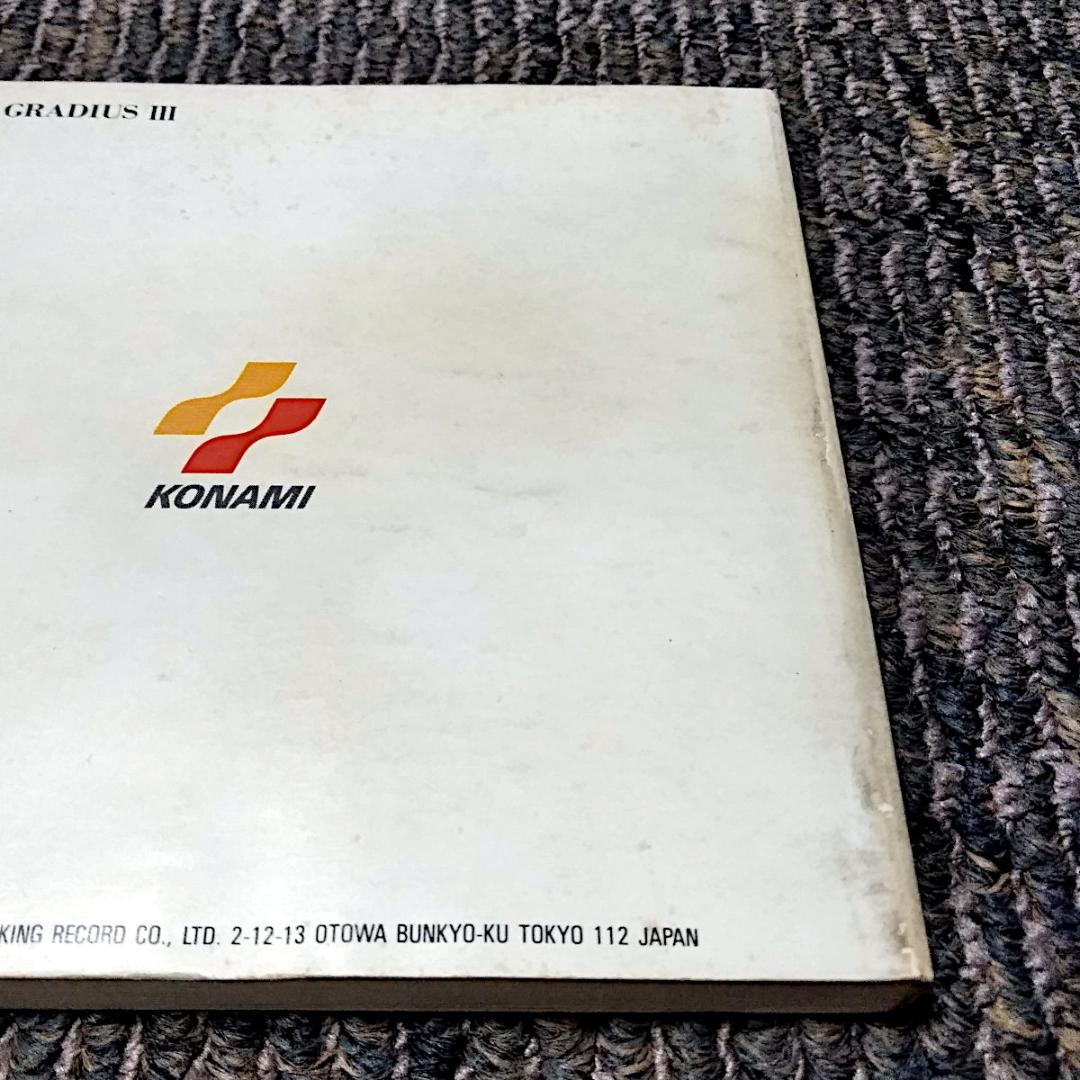 GRADIUS III
KONAMI
KING RECORD CO., LTD. 2-12-13 OTOWA BUNKYO-KU TOKYO 112 JAPAN